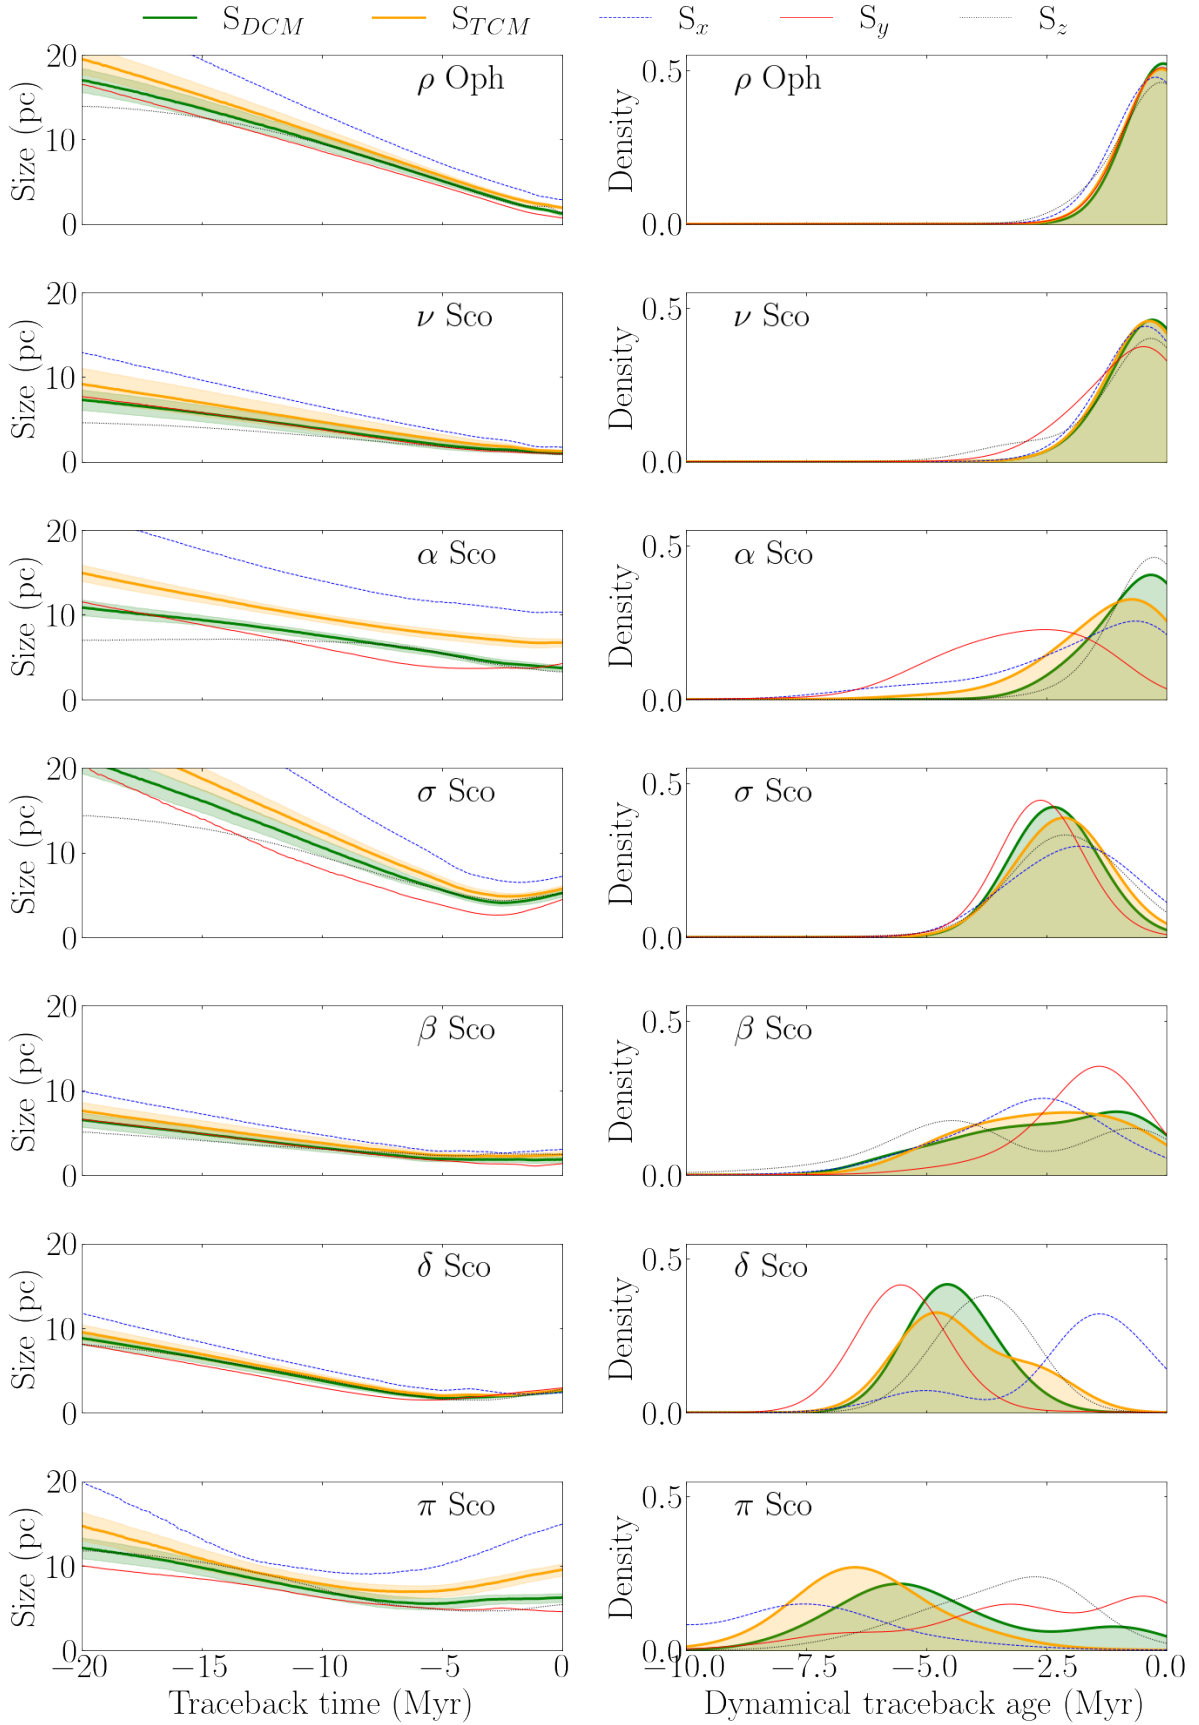 S_{DCM} S_{TCM} S_x S_y S_z
20 ρ Oph 0.5 ρ Oph
10
0 0.0
Size (pc) Density
20 ν Sco 0.5 ν Sco
10
0 0.0
Size (pc) Density
20 α Sco 0.5 α Sco
10
0 0.0
Size (pc) Density
20 σ Sco 0.5 σ Sco
10
0 0.0
Size (pc) Density
20 β Sco 0.5 β Sco
10
0 0.0
Size (pc) Density
20 δ Sco 0.5 δ Sco
10
0 0.0
Size (pc) Density
20 π Sco 0.5 π Sco
10
0 0.0
Size (pc) Density
−20 −15 −10 −5 0 −10.0 −7.5 −5.0 −2.5 0.0
Traceback time (Myr) Dynamical traceback age (Myr)